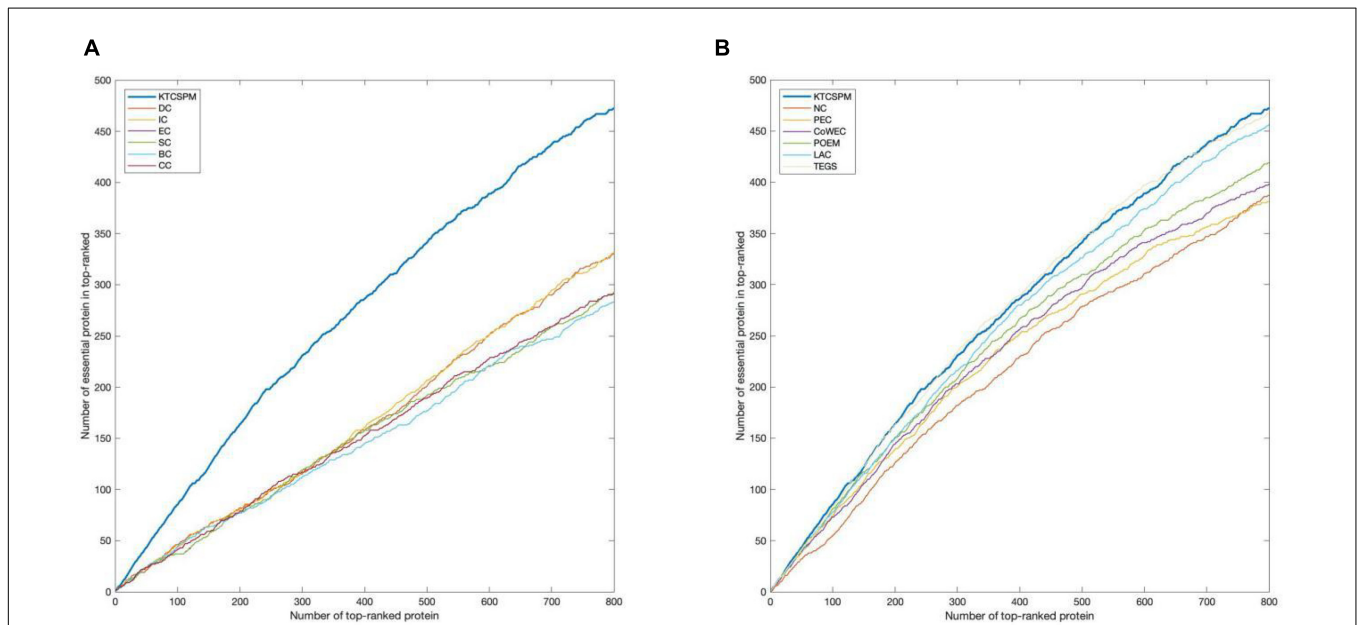 A
B
500
450
400
350
300
250
200
150
100
50
0
Number of essential protein in top-ranked
KTCSPM
DC
IC
EC
SC
BC
CC
0
100
200
300
400
500
600
700
800
Number of top-ranked protein
500
450
400
350
300
250
200
150
100
50
0
Number of essential protein in top-ranked
KTCSPM
NC
PEC
CoWEC
POEM
LAC
TEGS
0
100
200
300
400
500
600
700
800
Number of top-ranked protein